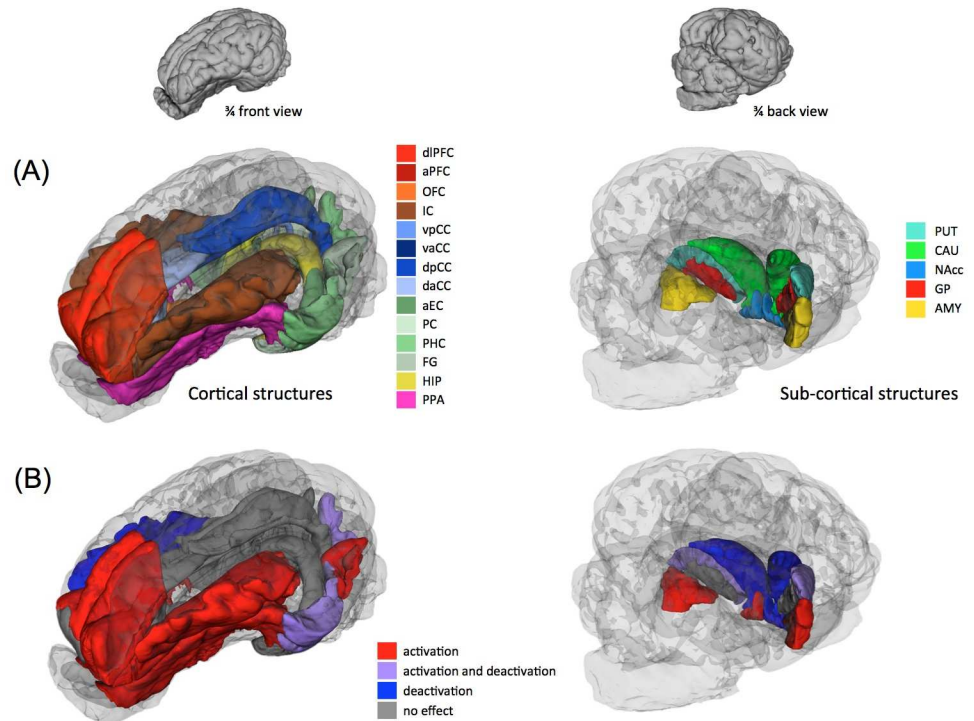 ¾ front view
¾ back view
(A)
dlPFC
aPFC
OFC
IC
vpCC
vaCC
dpCC
daCC
aEC
PC
PHC
FG
HIP
PPA
Cortical structures
PUT
CAU
NAcc
GP
AMY
Sub-cortical structures
(B)
activation
activation and deactivation
deactivation
no effect